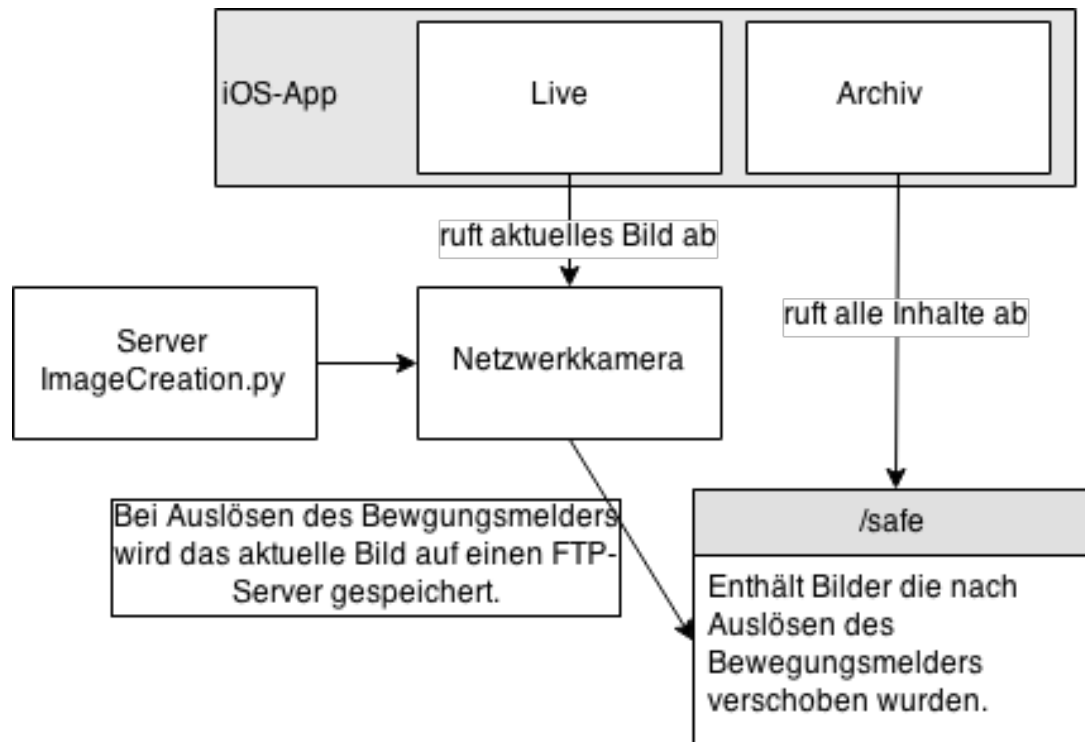 iOS-App
Live
Archiv
ruft aktuelles Bild ab
ruft alle Inhalte ab
Server
ImageCreation.py
Netzwerkkamera
Bei Auslösen des Bewgungsmelders
wird das aktuelle Bild auf einen FTP-
Server gespeichert.
/safe
Enthält Bilder die nach
Auslösen des
Bewegungsmelders
verschoben wurden.